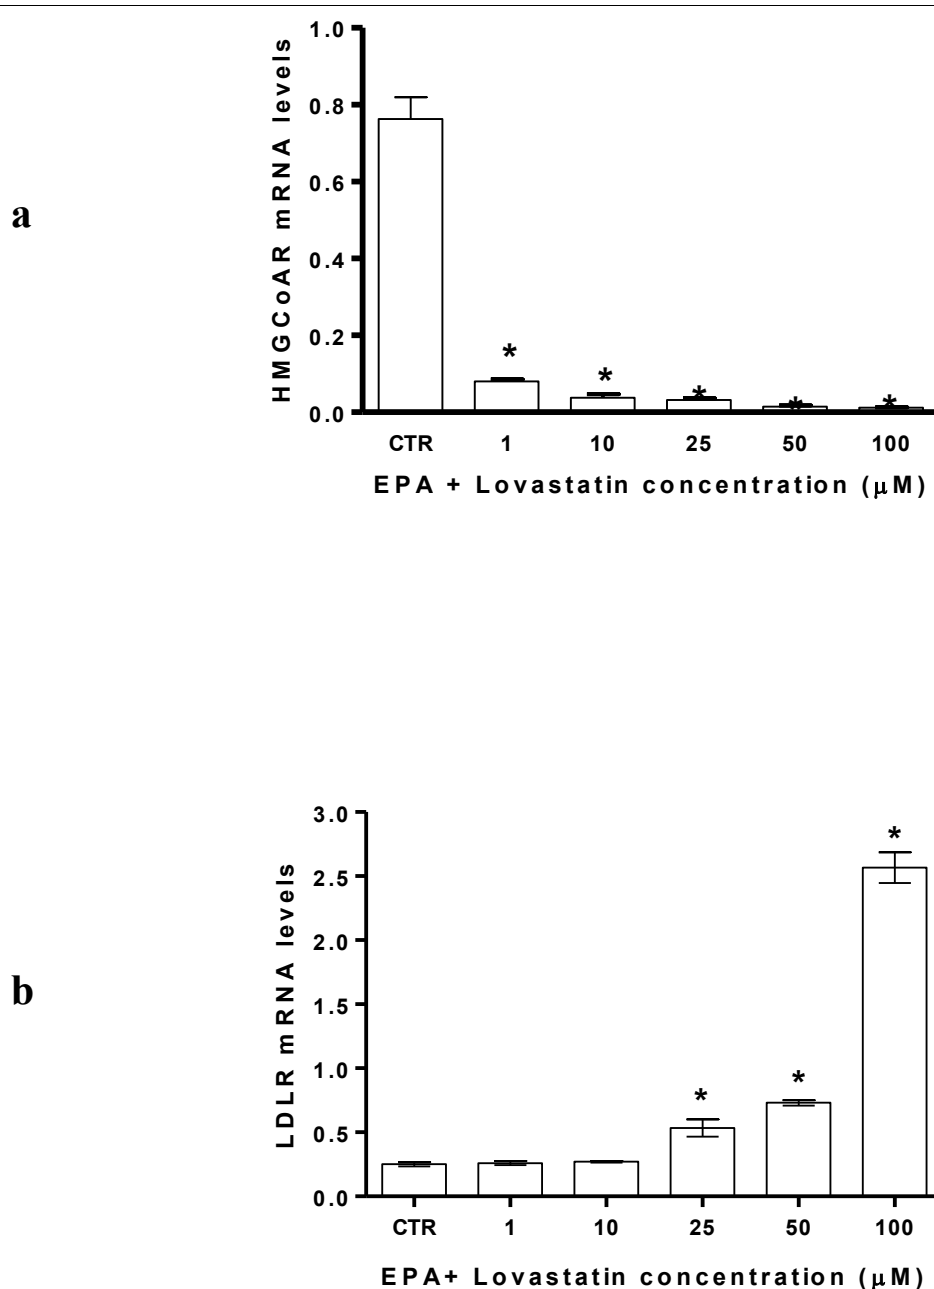 a
HMGCoAR mRNA levels
1.0
0.8
0.6
0.4
0.2
0.0
* * * * *
CTR 1 10 25 50 100
EPA + Lovastatin concentration (μM)
b
LDLR mRNA levels
3.0
2.5
2.0
1.5
1.0
0.5
0.0
* * *
CTR 1 10 25 50 100
EPA+ Lovastatin concentration (μM)